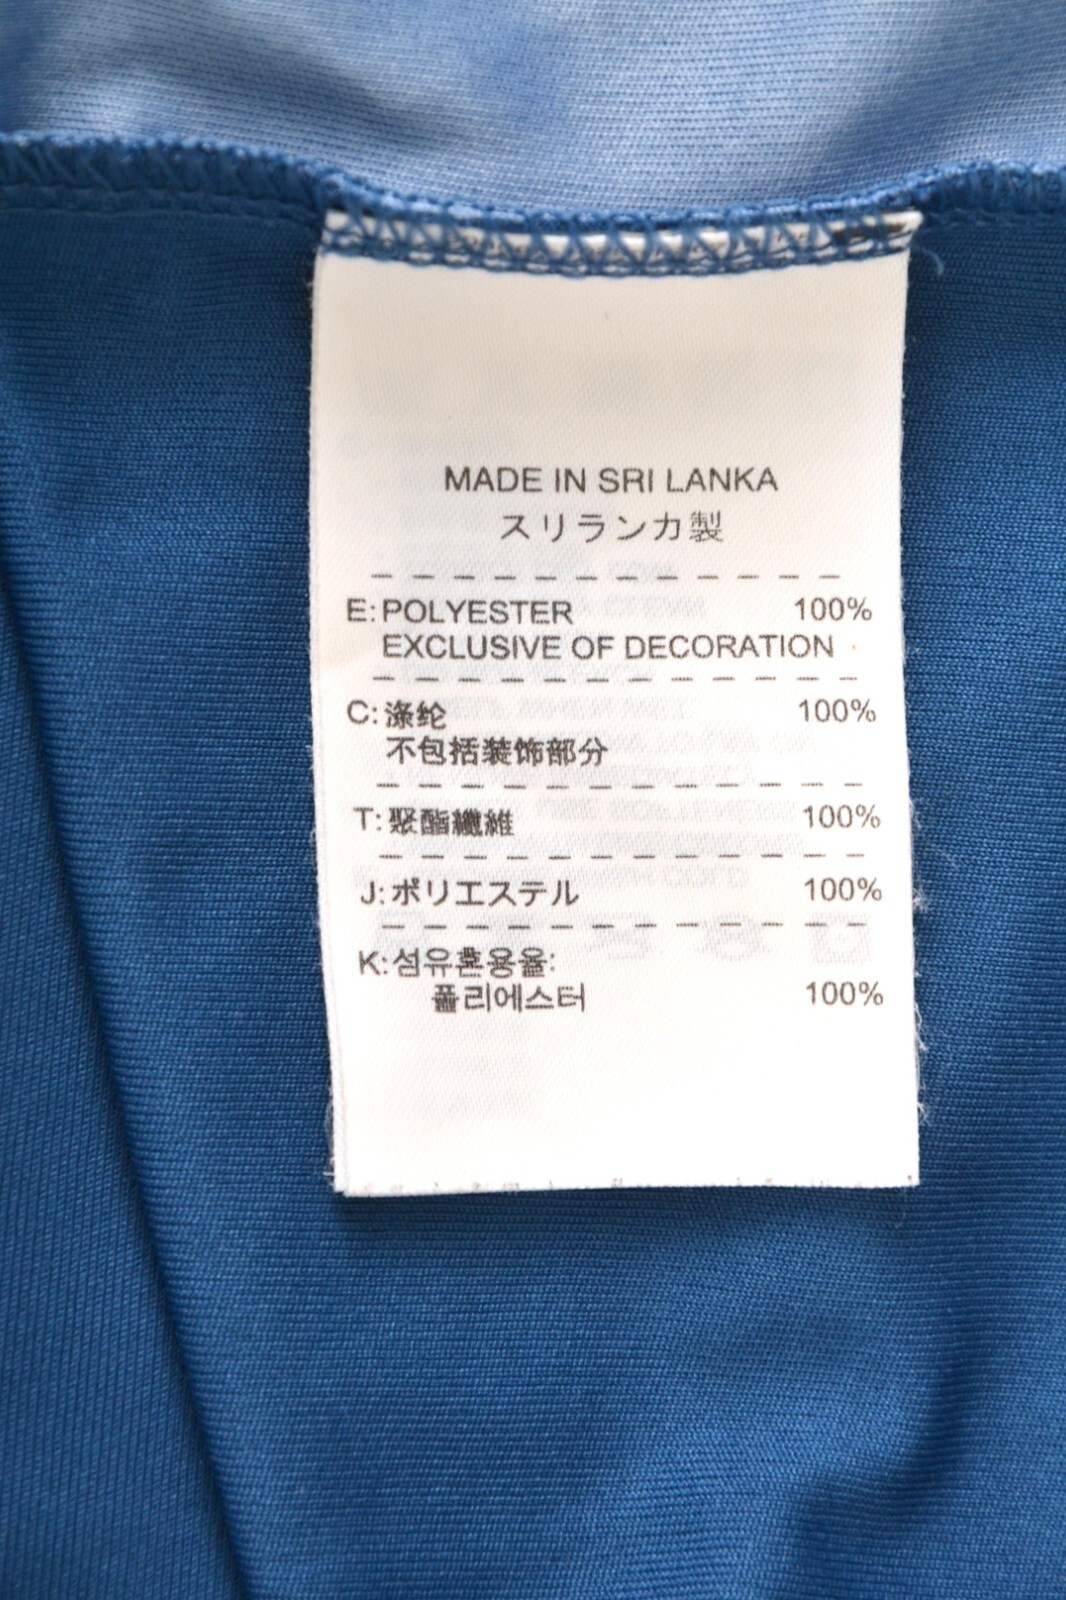 MADE IN SRI LANKA
スリランカ製
E: POLYESTER 100%
EXCLUSIVE OF DECORATION
C: 涤纶 100%
不包括装饰部分
T: 聚酯纖維 100%
J: ポリエステル 100%
K: 섬유혼용율:
폴리에스터 100%